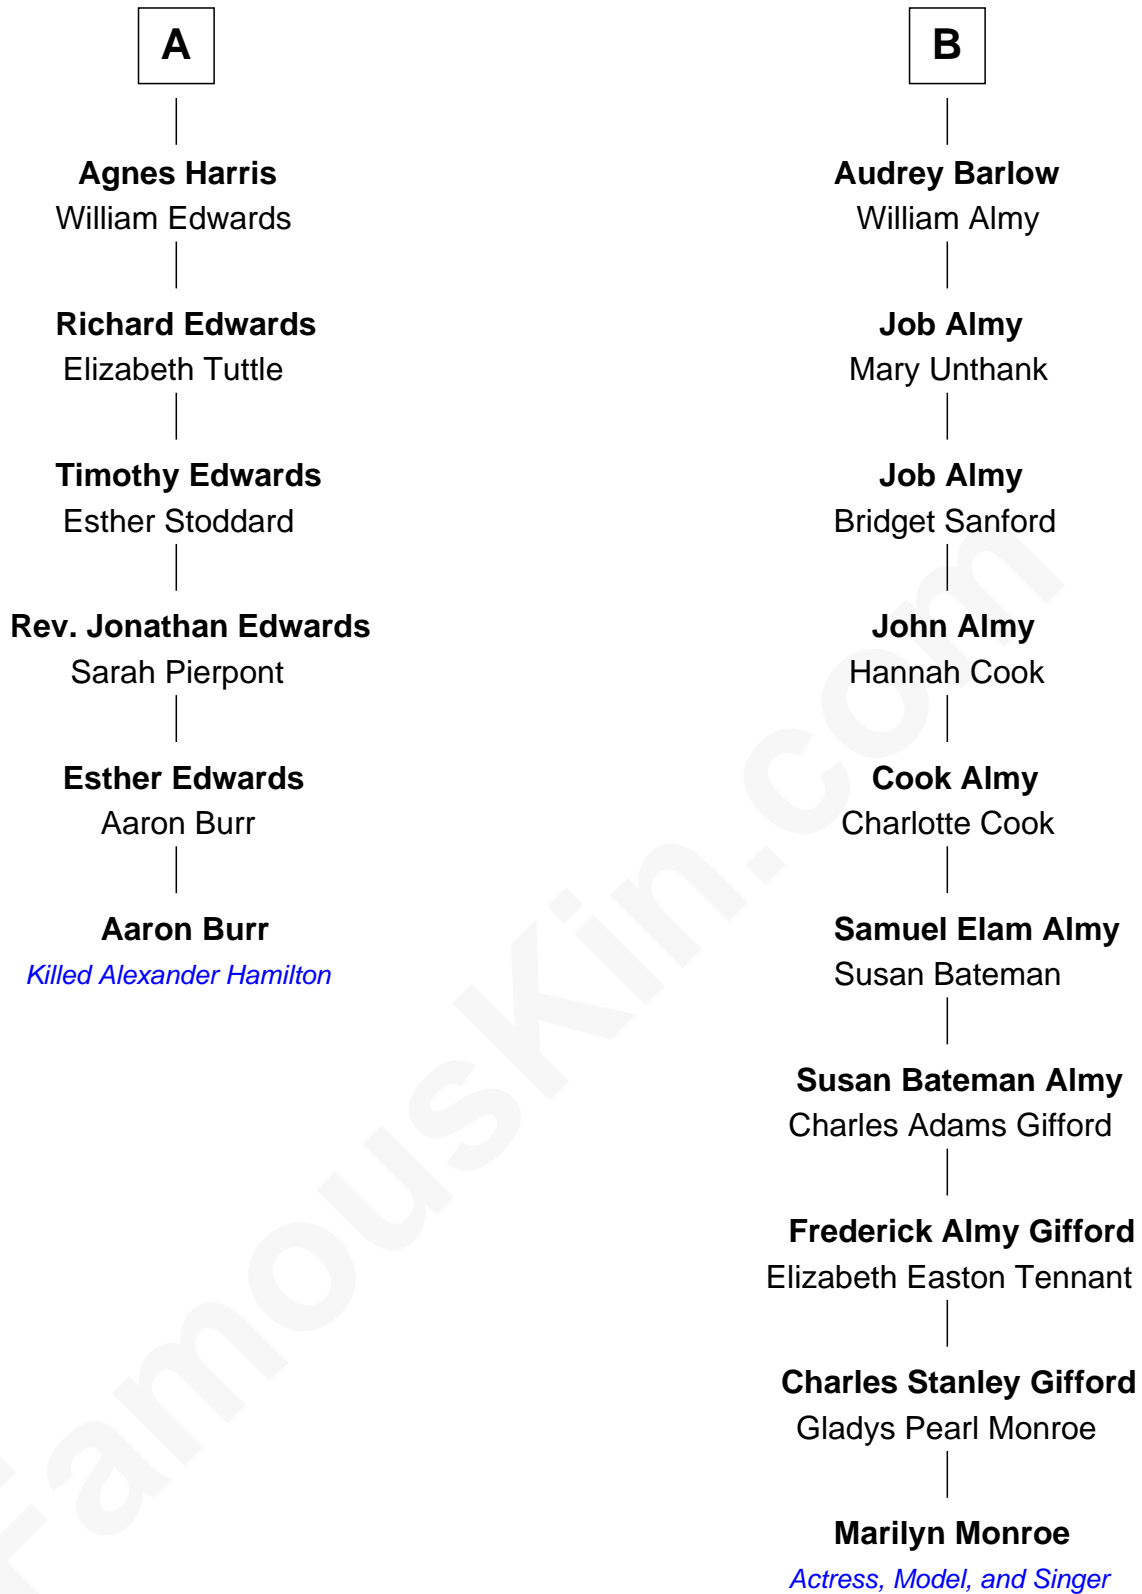 A
Agnes Harris
William Edwards
Richard Edwards
Elizabeth Tuttle
Timothy Edwards
Esther Stoddard
Rev. Jonathan Edwards
Sarah Pierpont
Esther Edwards
Aaron Burr
Aaron Burr
Killed Alexander Hamilton
B
Audrey Barlow
William Almy
Job Almy
Mary Unthank
Job Almy
Bridget Sanford
John Almy
Hannah Cook
Cook Almy
Charlotte Cook
Samuel Elam Almy
Susan Bateman
Susan Bateman Almy
Charles Adams Gifford
Frederick Almy Gifford
Elizabeth Easton Tennant
Charles Stanley Gifford
Gladys Pearl Monroe
Marilyn Monroe
Actress, Model, and Singer
FamousKin.com